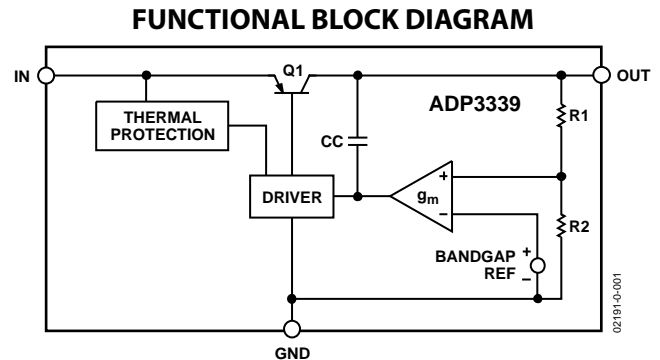 FUNCTIONAL BLOCK DIAGRAM
IN
Q1
OUT
THERMAL
PROTECTION
ADP3339
R1
CC
DRIVER
gm
+
−
R2
BANDGAP
REF
+
−
GND
02191-0-001